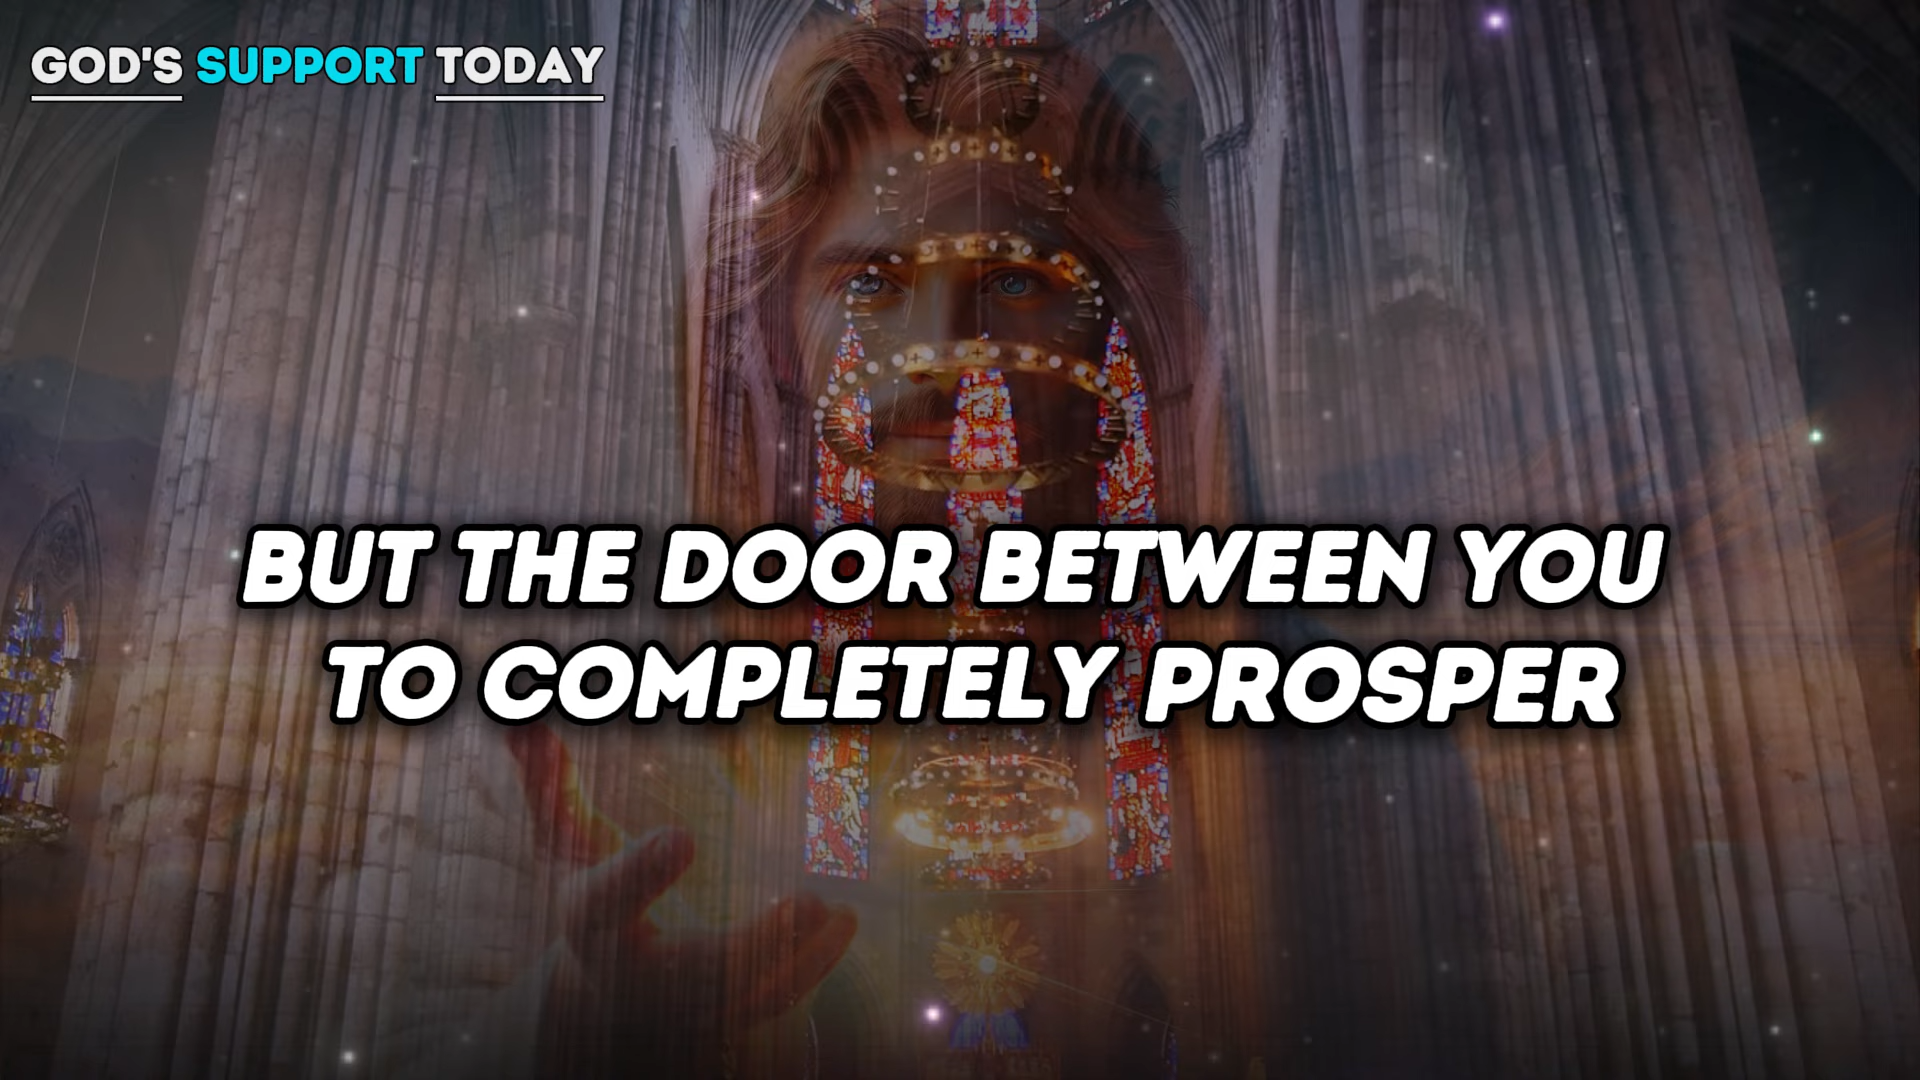 GOD'S SUPPORT TODAY
BUT THE DOOR BETWEEN YOU
TO COMPLETELY PROSPER